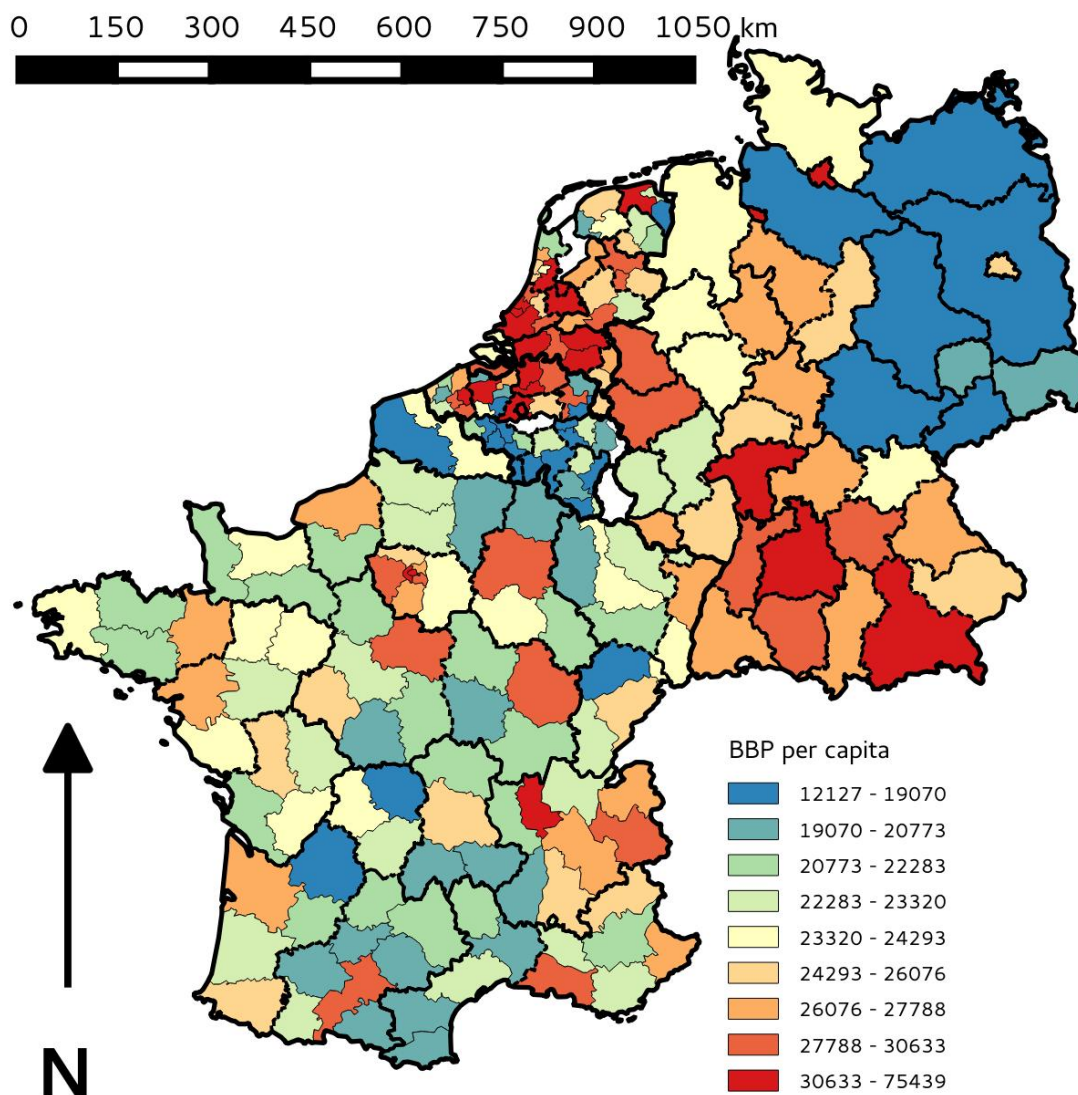 0 150 300 450 600 750 900 1050 km
BBP per capita
12127 - 19070
19070 - 20773
20773 - 22283
22283 - 23320
23320 - 24293
24293 - 26076
26076 - 27788
27788 - 30633
30633 - 75439
N